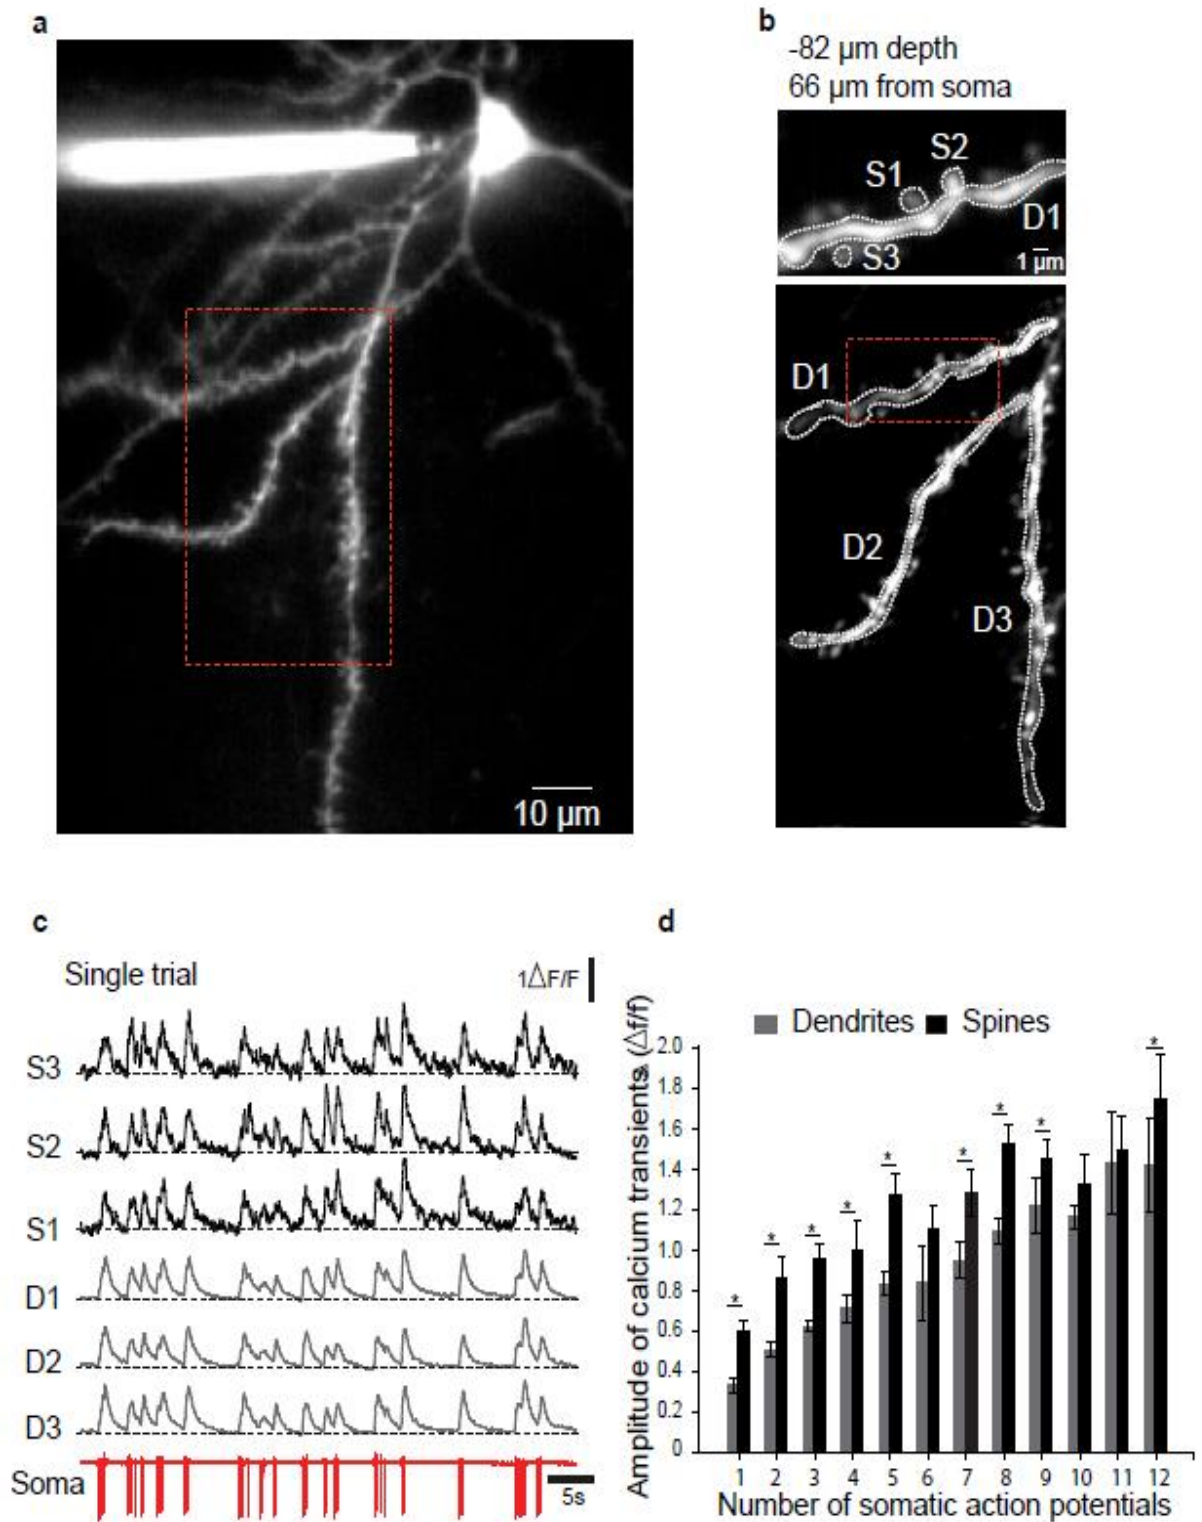 a
10 µm
b
-82 µm depth
66 µm from soma
S1
S2
D1
S3
1 µm
D1
D2
D3
c
Single trial
1△F/F
S3
S2
S1
D1
D2
D3
Soma
5s
d
Amplitude of calcium transients (Δf/f)
Dendrites Spines
2.0
1.8
1.6
1.4
1.2
1.0
0.8
0.6
0.4
0.2
0
* * * * * * * * *
1 2 3 4 5 6 7 8 9 10 11 12
Number of somatic action potentials